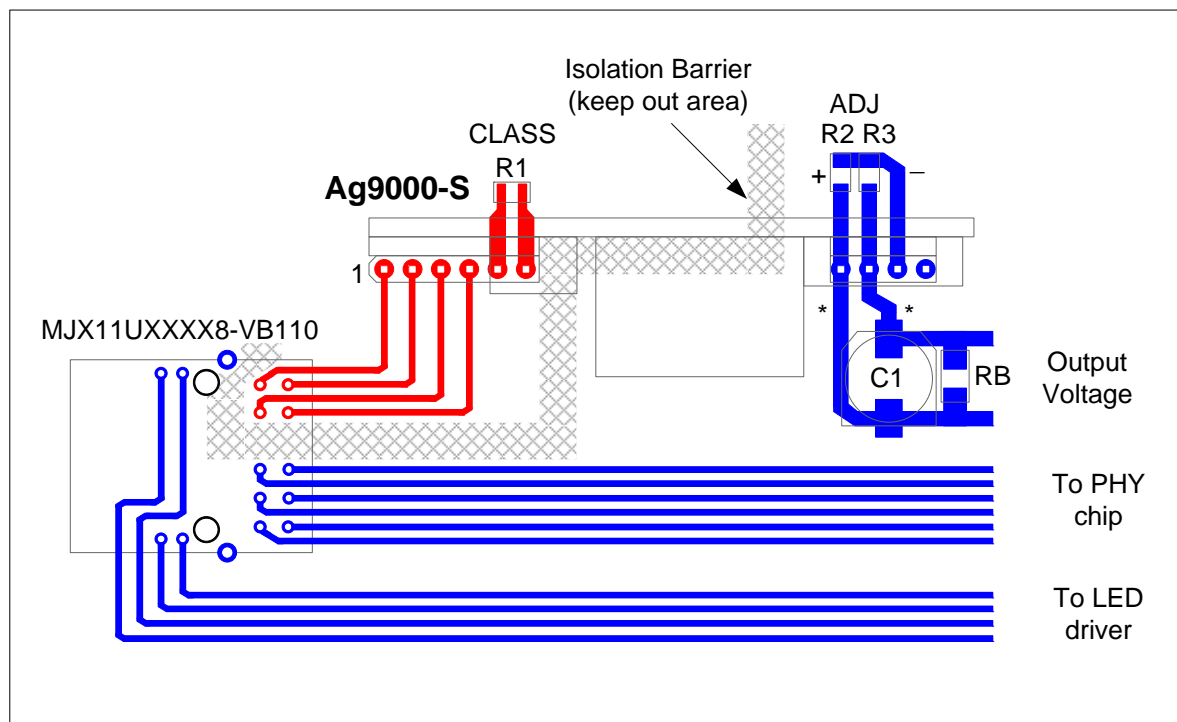 Isolation Barrier
(keep out area)
ADJ
R2 R3
CLASS
R1
Ag9000-S
+
–
1
*
*
MJX11UXXXX8-VB110
C1
RB
Output
Voltage
To PHY
chip
To LED
driver